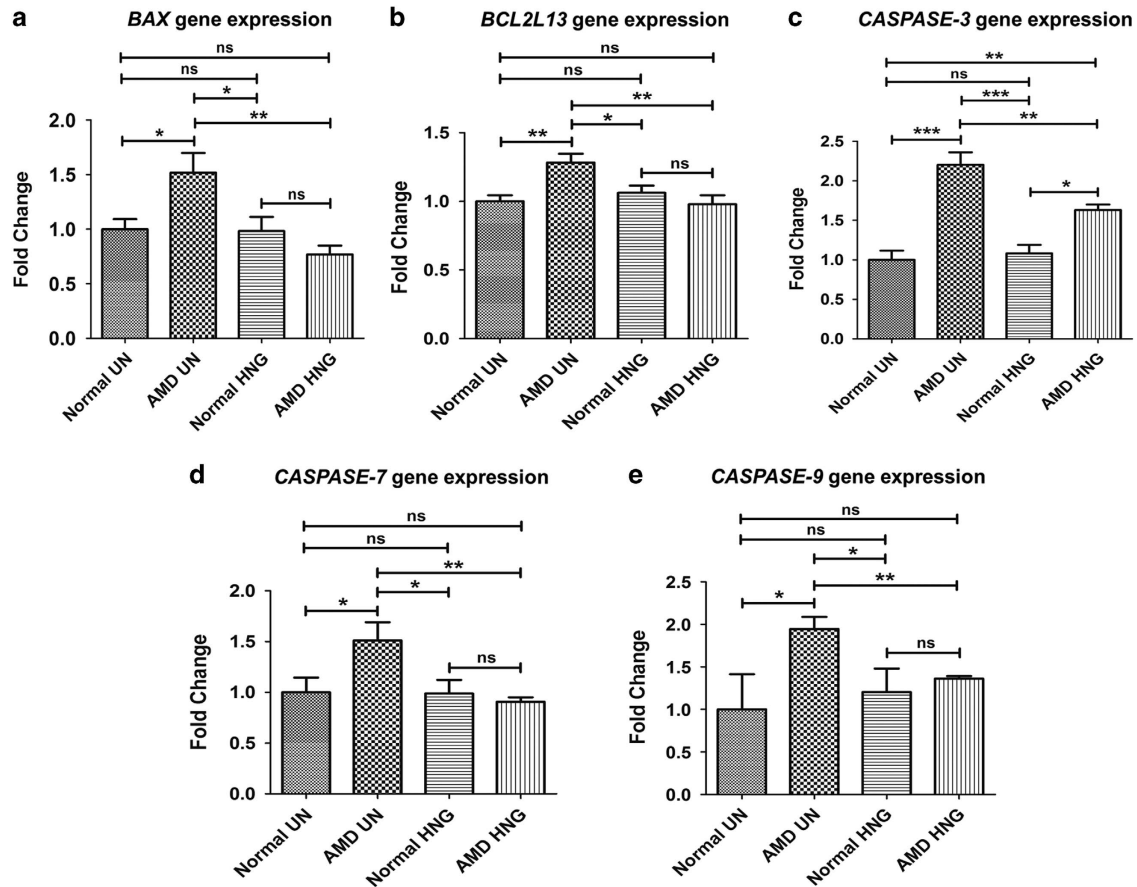 a
BAX gene expression
ns
ns
*
**
*
ns
Fold Change
2.0
1.5
1.0
0.5
0.0
Normal UN
AMD UN
Normal HNG
AMD HNG
b
BCL2L13 gene expression
ns
ns
**
*
**
ns
Fold Change
1.5
1.0
0.5
0.0
Normal UN
AMD UN
Normal HNG
AMD HNG
c
CASPASE-3 gene expression
**
ns
***
**
***
*
Fold Change
2.5
2.0
1.5
1.0
0.5
0.0
Normal UN
AMD UN
Normal HNG
AMD HNG
d
CASPASE-7 gene expression
ns
ns
**
*
*
ns
Fold Change
2.0
1.5
1.0
0.5
0.0
Normal UN
AMD UN
Normal HNG
AMD HNG
e
CASPASE-9 gene expression
ns
ns
*
**
*
ns
Fold Change
2.5
2.0
1.5
1.0
0.5
0.0
Normal UN
AMD UN
Normal HNG
AMD HNG